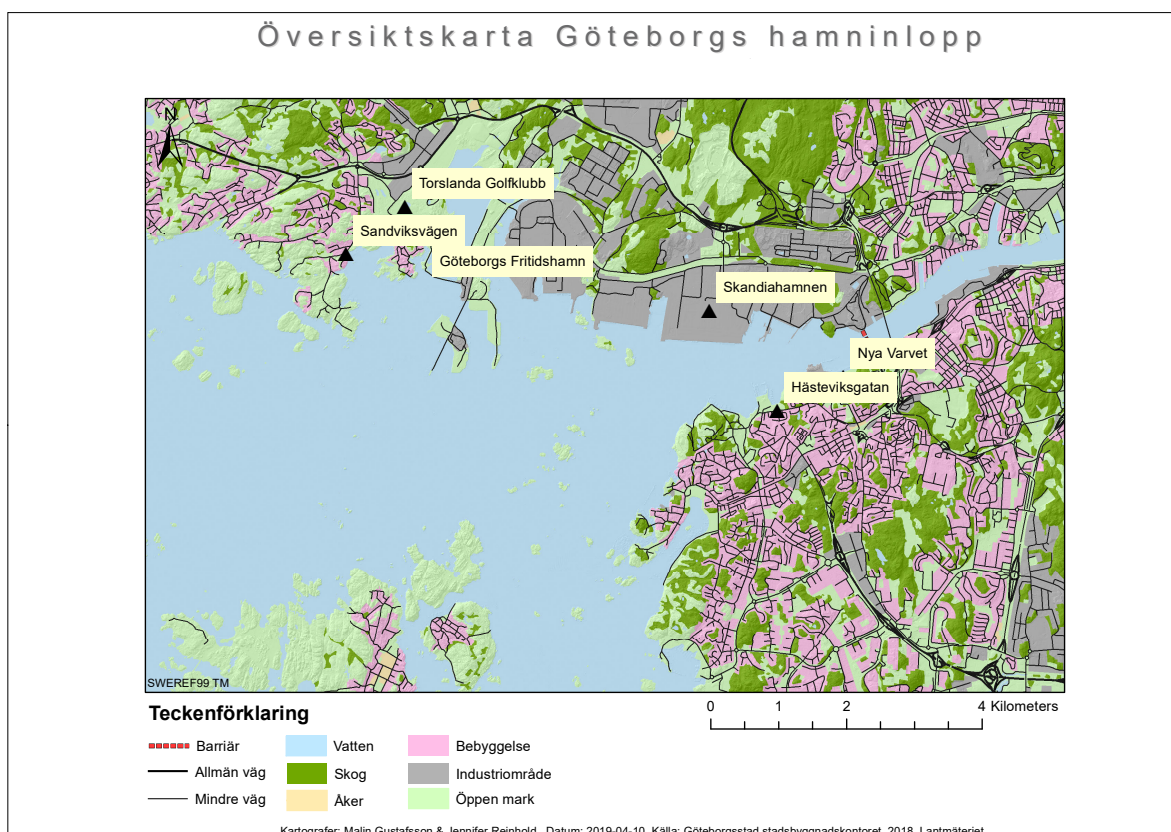 Översiktskarta Göteborgs hamninlopp
N
Torslanda Golfklubb
Sandviksvägen
Göteborgs Fritidshamn
Skandiahamnen
Nya Varvet
Hästeviksgatan
SWEREF99 TM
Teckenförklaring
0 1 2 4 Kilometers
Barriär Vatten Bebyggelse
Allmän väg Skog Industriområde
Mindre väg Åker Öppen mark
Kartografer: Malin Gustafsson & Jennifer Reinhold. Datum: 2019-04-10. Källa: Göteborgsstad stadsbyggnadskontoret, 2018. Lantmäteriet